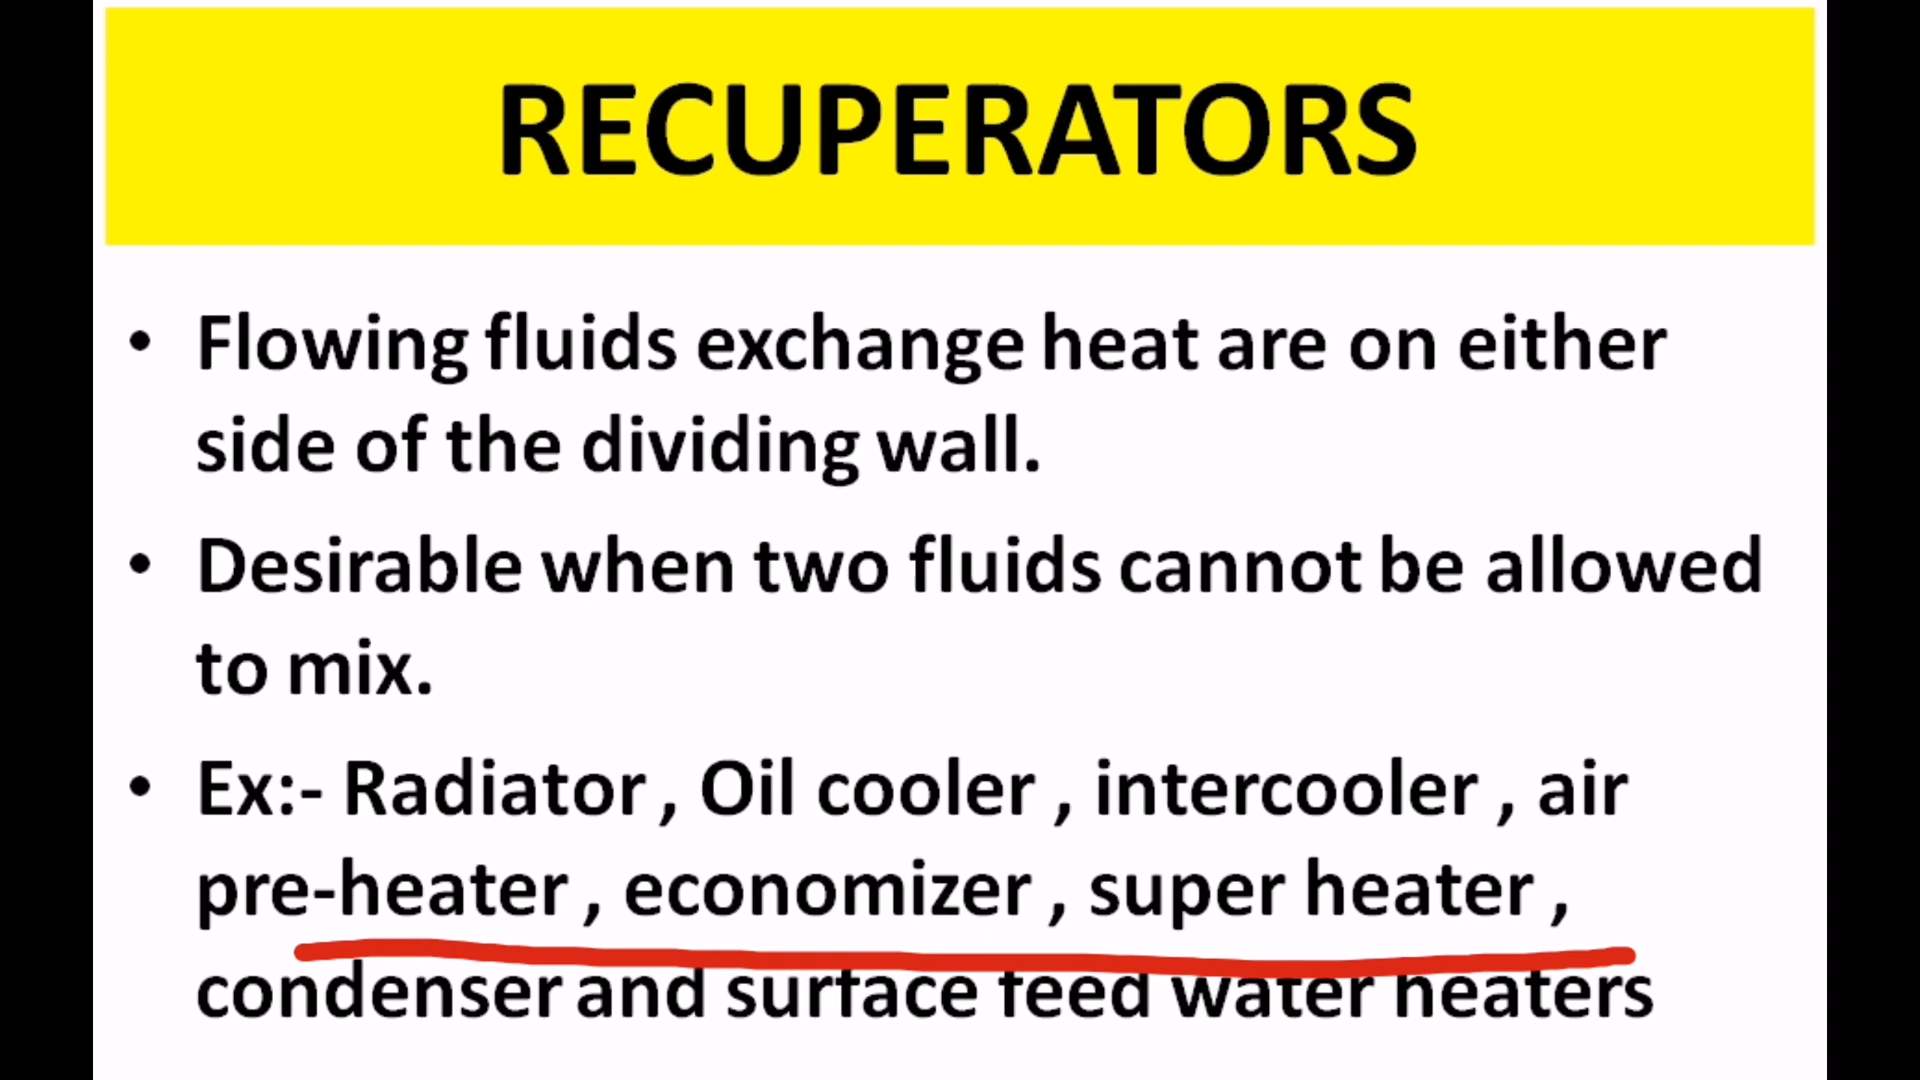 RECUPERATORS
• Flowing fluids exchange heat are on either
side of the dividing wall.
• Desirable when two fluids cannot be allowed
to mix.
• Ex:- Radiator , Oil cooler , intercooler , air
pre-heater , economizer , super heater ,
condenser and surface feed water heaters